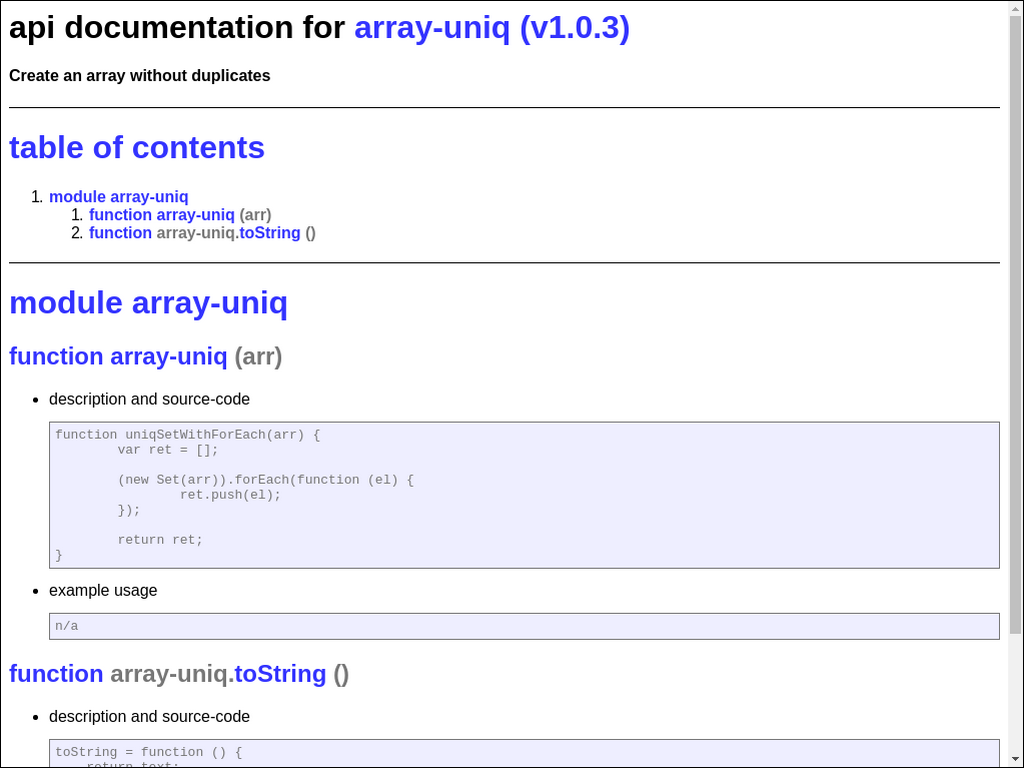 api documentation for array-uniq (v1.0.3)
Create an array without duplicates
table of contents
1. module array-uniq
1. function array-uniq (arr)
2. function array-uniq.toString ()
module array-uniq
function array-uniq (arr)
• description and source-code
function uniqSetWithForEach(arr) {
var ret = [];
(new Set(arr)).forEach(function (el) {
ret.push(el);
});
return ret;
}
• example usage
n/a
function array-uniq.toString ()
• description and source-code
toString = function () {
return text;